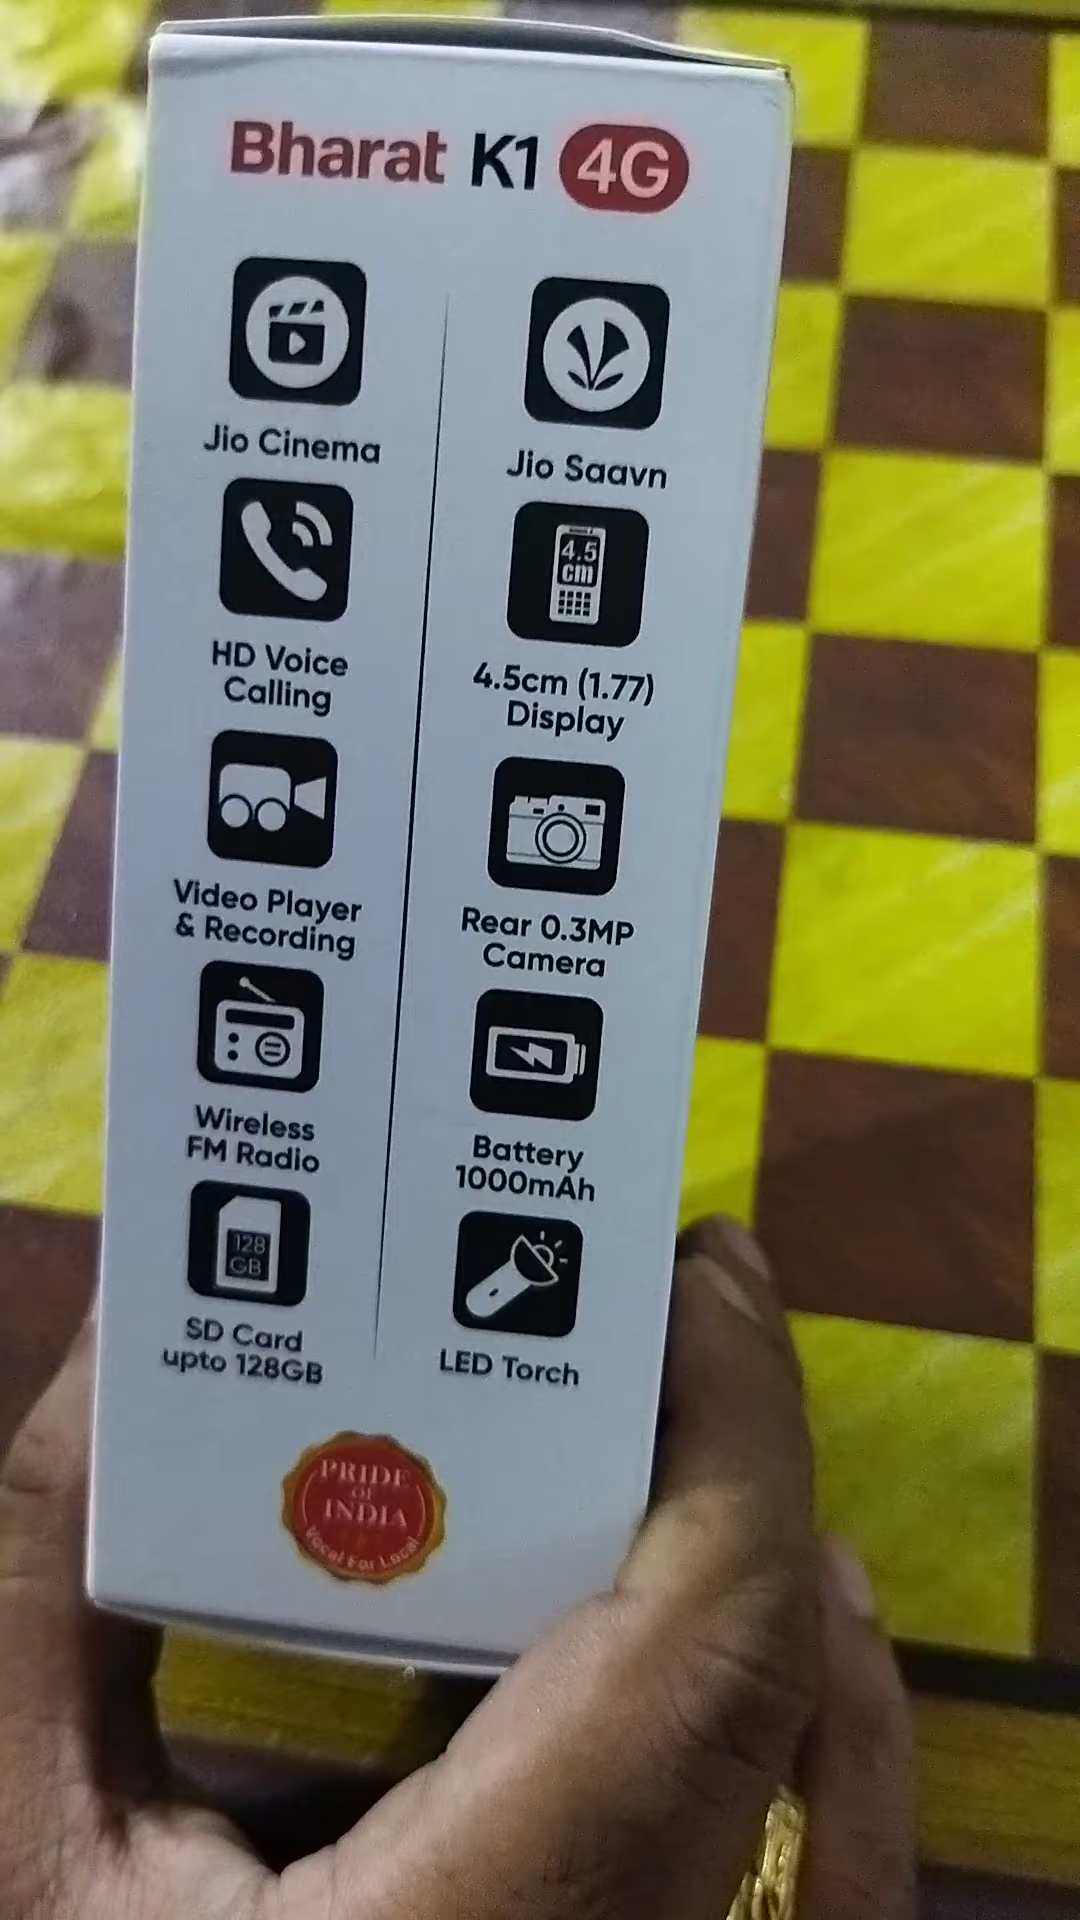 Bharat K1 4G
Jio Cinema
Jio Saavn
HD Voice
Calling
4.5
cm
4.5cm (1.77)
Display
Video Player
& Recording
Rear 0.3MP
Camera
Wireless
FM Radio
Battery
1000mAh
128
GB
SD Card
upto 128GB
LED Torch
PRIDE
OF
INDIA
Vocal For Local